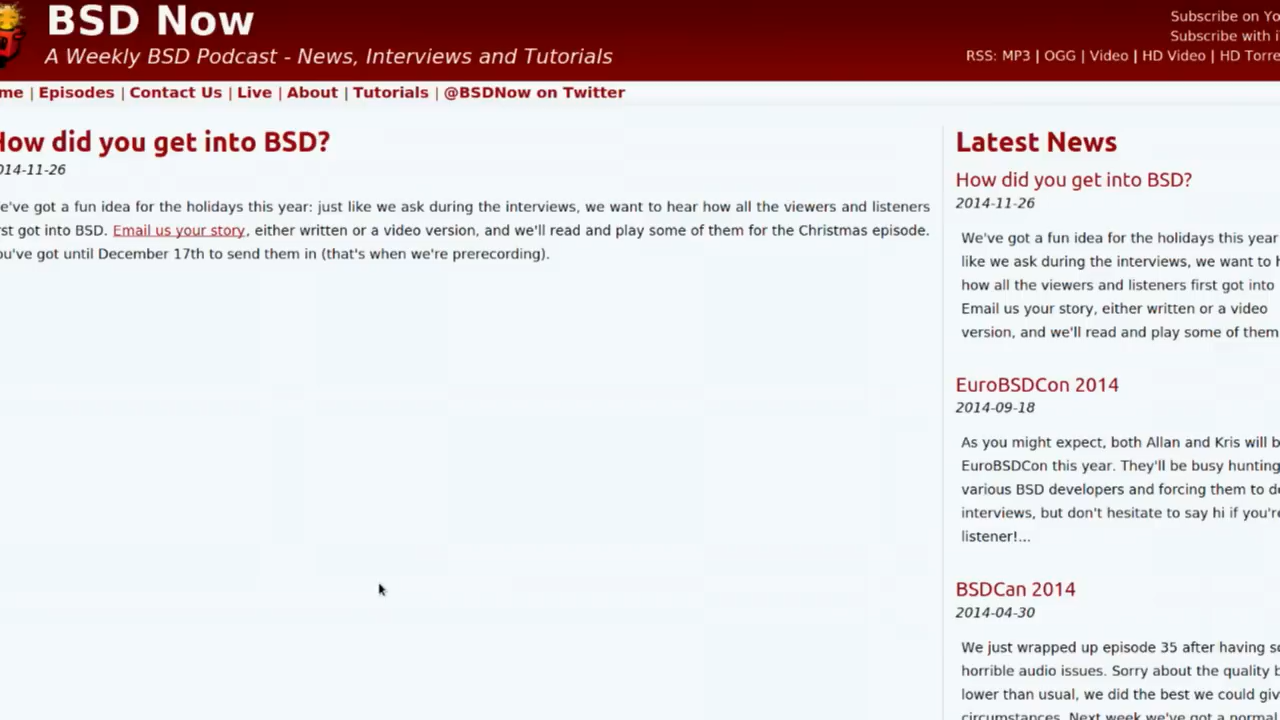 BSD Now
A Weekly BSD Podcast - News, Interviews and Tutorials
Subscribe on Yo
Subscribe with i
RSS: MP3 | OGG | Video | HD Video | HD Torre
me | Episodes | Contact Us | Live | About | Tutorials | @BSDNow on Twitter
How did you get into BSD?
014-11-26
e've got a fun idea for the holidays this year: just like we ask during the interviews, we want to hear how all the viewers and listeners
rst got into BSD. Email us your story, either written or a video version, and we'll read and play some of them for the Christmas episode.
ou've got until December 17th to send them in (that's when we're prerecording).
Latest News
How did you get into BSD?
2014-11-26
We've got a fun idea for the holidays this year
like we ask during the interviews, we want to h
how all the viewers and listeners first got into
Email us your story, either written or a video
version, and we'll read and play some of them
EuroBSDCon 2014
2014-09-18
As you might expect, both Allan and Kris will b
EuroBSDCon this year. They'll be busy hunting
various BSD developers and forcing them to do
interviews, but don't hesitate to say hi if you're
listener!...
BSDCan 2014
2014-04-30
We just wrapped up episode 35 after having so
horrible audio issues. Sorry about the quality b
lower than usual, we did the best we could giv
circumstances. Next week we've got a normal